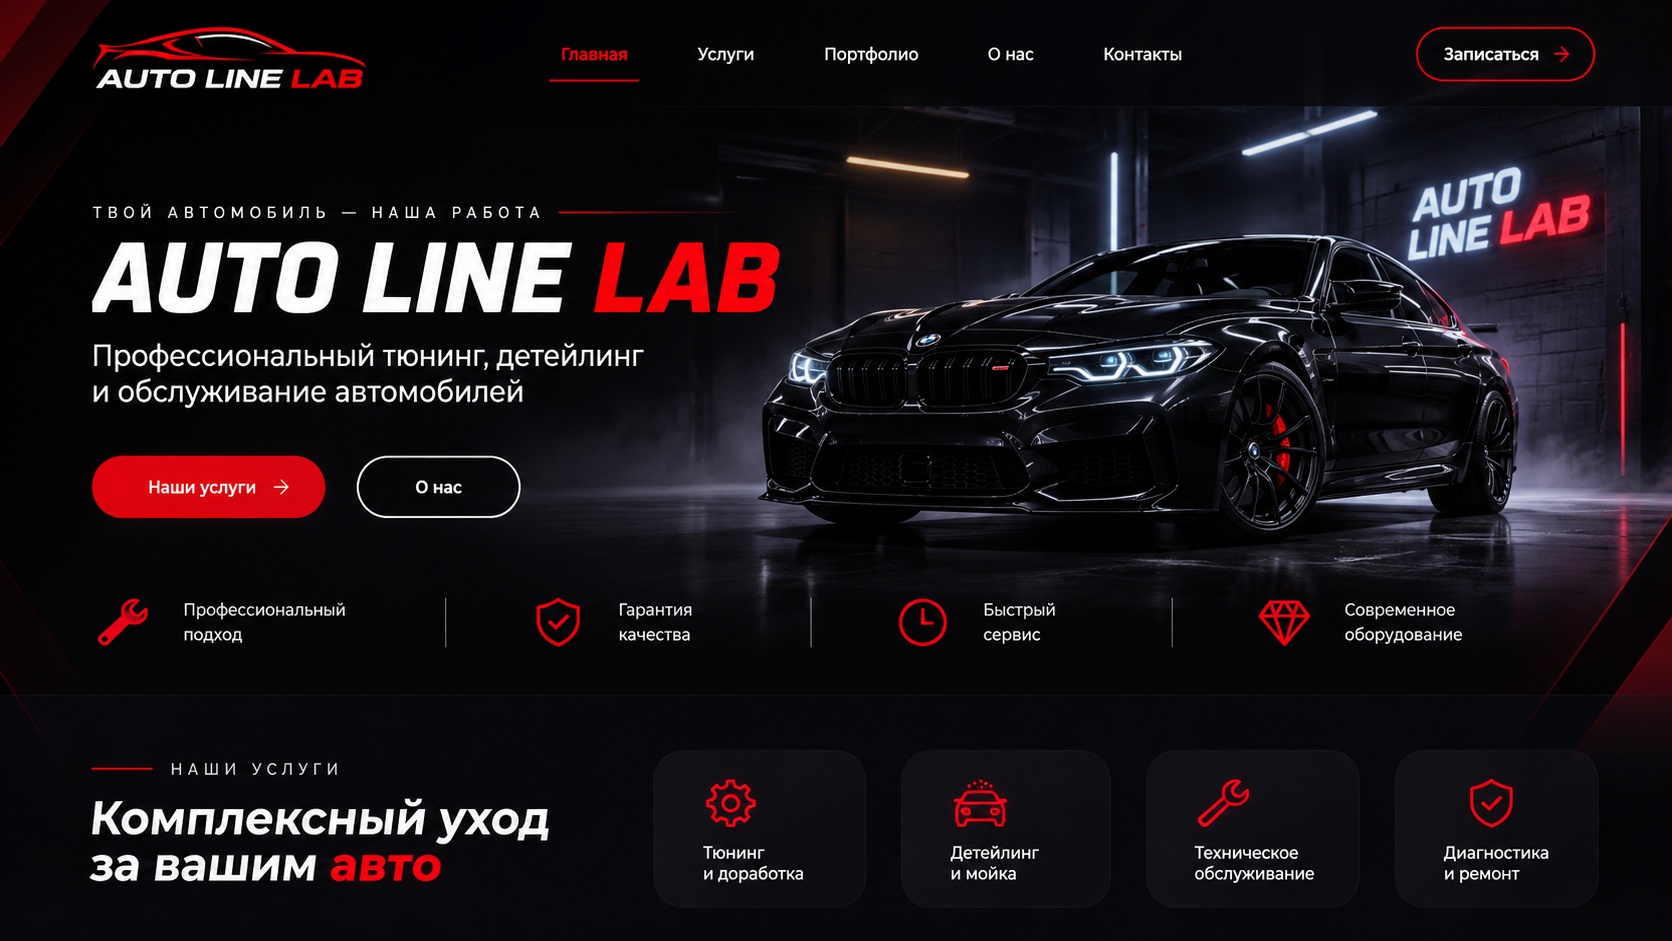 AUTO LINE LAB
Главная
Услуги
Портфолио
О нас
Контакты
Записаться
ТВОЙ АВТОМОБИЛЬ — НАША РАБОТА
AUTO LINE LAB
Профессиональный тюнинг, детейлинг
и обслуживание автомобилей
Наши услуги
О нас
AUTO
LINE LAB
Профессиональный
подход
Гарантия
качества
Быстрый
сервис
Современное
оборудование
НАШИ УСЛУГИ
Комплексный уход
за вашим авто
Тюнинг
и доработка
Детейлинг
и мойка
Техническое
обслуживание
Диагностика
и ремонт